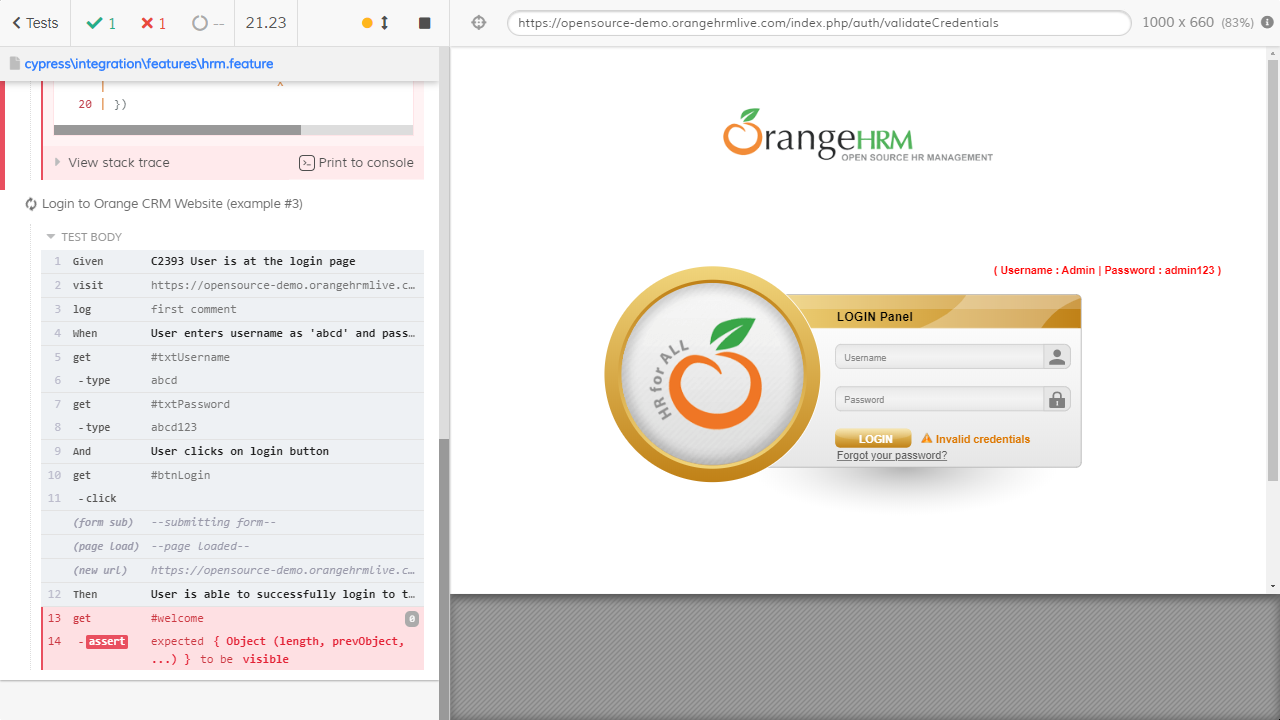 Tests
1
1
--
21.23
https://opensource-demo.orangehrmlive.com/index.php/auth/validateCredentials
1000 x 660 (83%)
cypress\integration\features\hrm.feature
| ^
20 | })
View stack trace
Print to console
Login to Orange CRM Website (example #3)
TEST BODY
1 Given C2393 User is at the login page
2 visit https://opensource-demo.orangehrmlive.c...
3 log first comment
4 When User enters username as 'abcd' and pass...
5 get #txtUsername
6 -type abcd
7 get #txtPassword
8 -type abcd123
9 And User clicks on login button
10 get #btnLogin
11 -click
(form sub) --submitting form--
(page load) --page loaded--
(new url) https://opensource-demo.orangehrmlive.c...
12 Then User is able to successfully login to t...
13 get #welcome 0
14 -assert expected { Object (length, prevObject,
...) } to be visible
OrangeHRM
OPEN SOURCE HR MANAGEMENT
( Username : Admin | Password : admin123 )
HR for ALL
LOGIN Panel
Username
Password
LOGIN
Invalid credentials
Forgot your password?